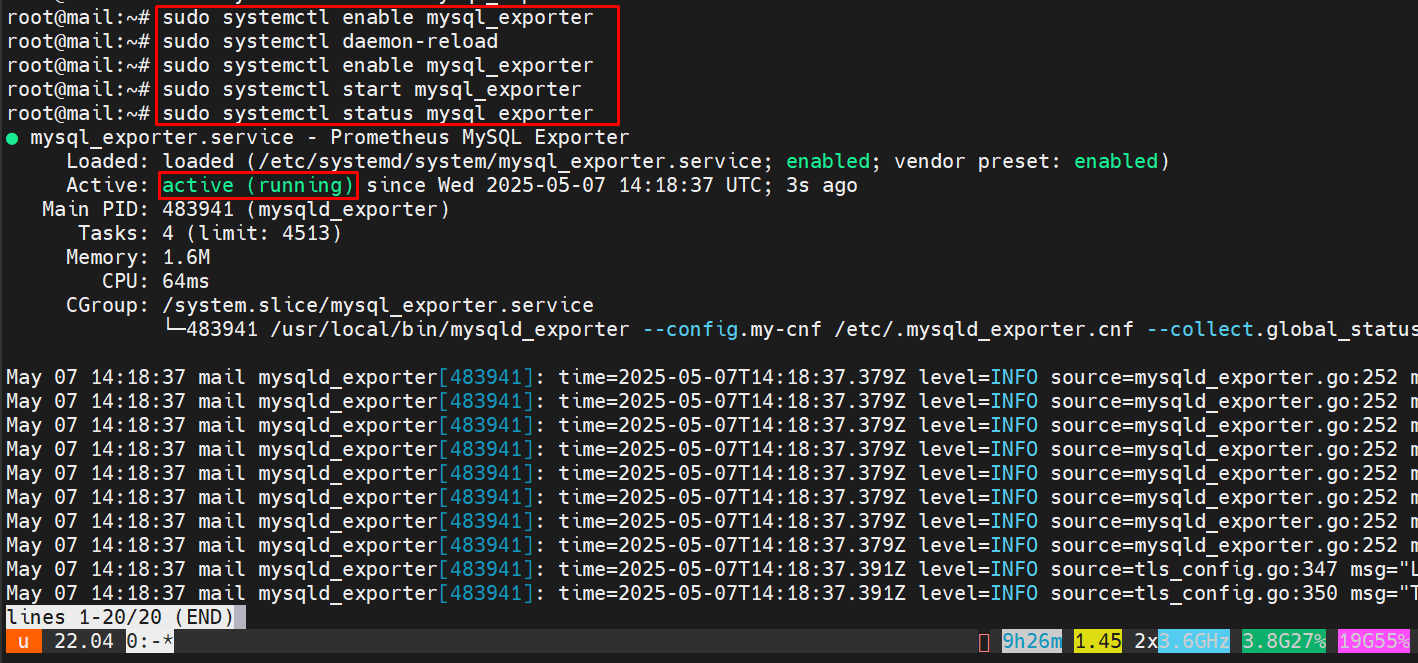 root@mail:~# sudo systemctl enable mysql_exporter
root@mail:~# sudo systemctl daemon-reload
root@mail:~# sudo systemctl enable mysql_exporter
root@mail:~# sudo systemctl start mysql_exporter
root@mail:~# sudo systemctl status mysql_exporter
● mysql_exporter.service - Prometheus MySQL Exporter
Loaded: loaded (/etc/systemd/system/mysql_exporter.service; enabled; vendor preset: enabled)
Active: active (running) since Wed 2025-05-07 14:18:37 UTC; 3s ago
Main PID: 483941 (mysqld_exporter)
Tasks: 4 (limit: 4513)
Memory: 1.6M
CPU: 64ms
CGroup: /system.slice/mysql_exporter.service
└─483941 /usr/local/bin/mysqld_exporter --config.my-cnf /etc/.mysqld_exporter.cnf --collect.global_status
May 07 14:18:37 mail mysqld_exporter[483941]: time=2025-05-07T14:18:37.379Z level=INFO source=mysqld_exporter.go:252 m
May 07 14:18:37 mail mysqld_exporter[483941]: time=2025-05-07T14:18:37.379Z level=INFO source=mysqld_exporter.go:252 m
May 07 14:18:37 mail mysqld_exporter[483941]: time=2025-05-07T14:18:37.379Z level=INFO source=mysqld_exporter.go:252 m
May 07 14:18:37 mail mysqld_exporter[483941]: time=2025-05-07T14:18:37.379Z level=INFO source=mysqld_exporter.go:252 m
May 07 14:18:37 mail mysqld_exporter[483941]: time=2025-05-07T14:18:37.379Z level=INFO source=mysqld_exporter.go:252 m
May 07 14:18:37 mail mysqld_exporter[483941]: time=2025-05-07T14:18:37.379Z level=INFO source=mysqld_exporter.go:252 m
May 07 14:18:37 mail mysqld_exporter[483941]: time=2025-05-07T14:18:37.379Z level=INFO source=mysqld_exporter.go:252 m
May 07 14:18:37 mail mysqld_exporter[483941]: time=2025-05-07T14:18:37.379Z level=INFO source=mysqld_exporter.go:252 m
May 07 14:18:37 mail mysqld_exporter[483941]: time=2025-05-07T14:18:37.391Z level=INFO source=tls_config.go:347 msg="L
May 07 14:18:37 mail mysqld_exporter[483941]: time=2025-05-07T14:18:37.391Z level=INFO source=tls_config.go:350 msg="T
lines 1-20/20 (END)
u 22.04 0:-* 9h26m 1.45 2x3.6GHz 3.8G27% 19G55%